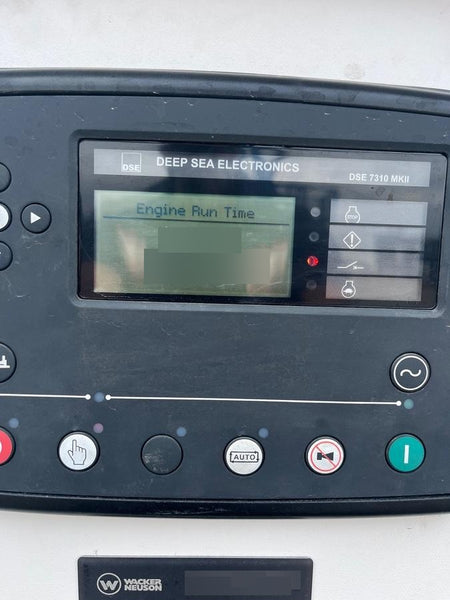 DSE
DEEP SEA ELECTRONICS
DSE 7310 MKII
Engine Run Time
STOP
AUTO
WACKER
NEUSON